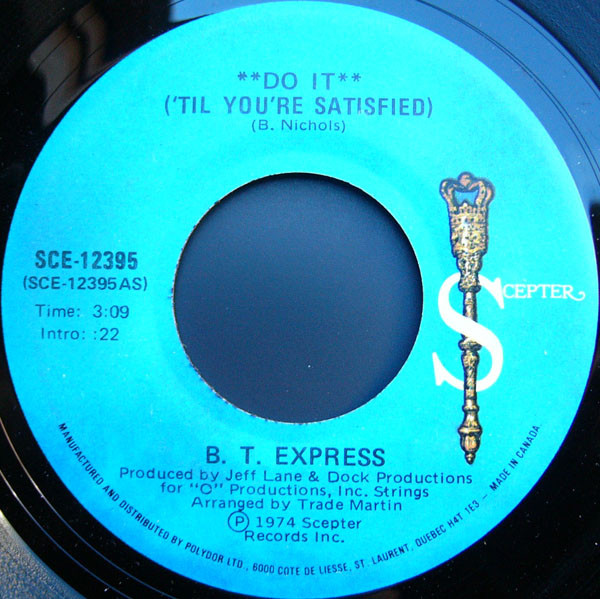 **DO IT**
('TIL YOU'RE SATISFIED)
(B. Nichols)
SCE-12395
(SCE-12395AS)
Time: 3:09
Intro: :22
SCEPTER
B. T. EXPRESS
Produced by Jeff Lane & Dock Productions
for "O" Productions, Inc. Strings
Arranged by Trade Martin
Ⓟ 1974 Scepter
Records Inc.
MANUFACTURED AND DISTRIBUTED BY POLYDOR LTD., 6000 COTE DE LIESSE, ST. LAURENT, QUEBEC H4T 1E3 - MADE IN CANADA.